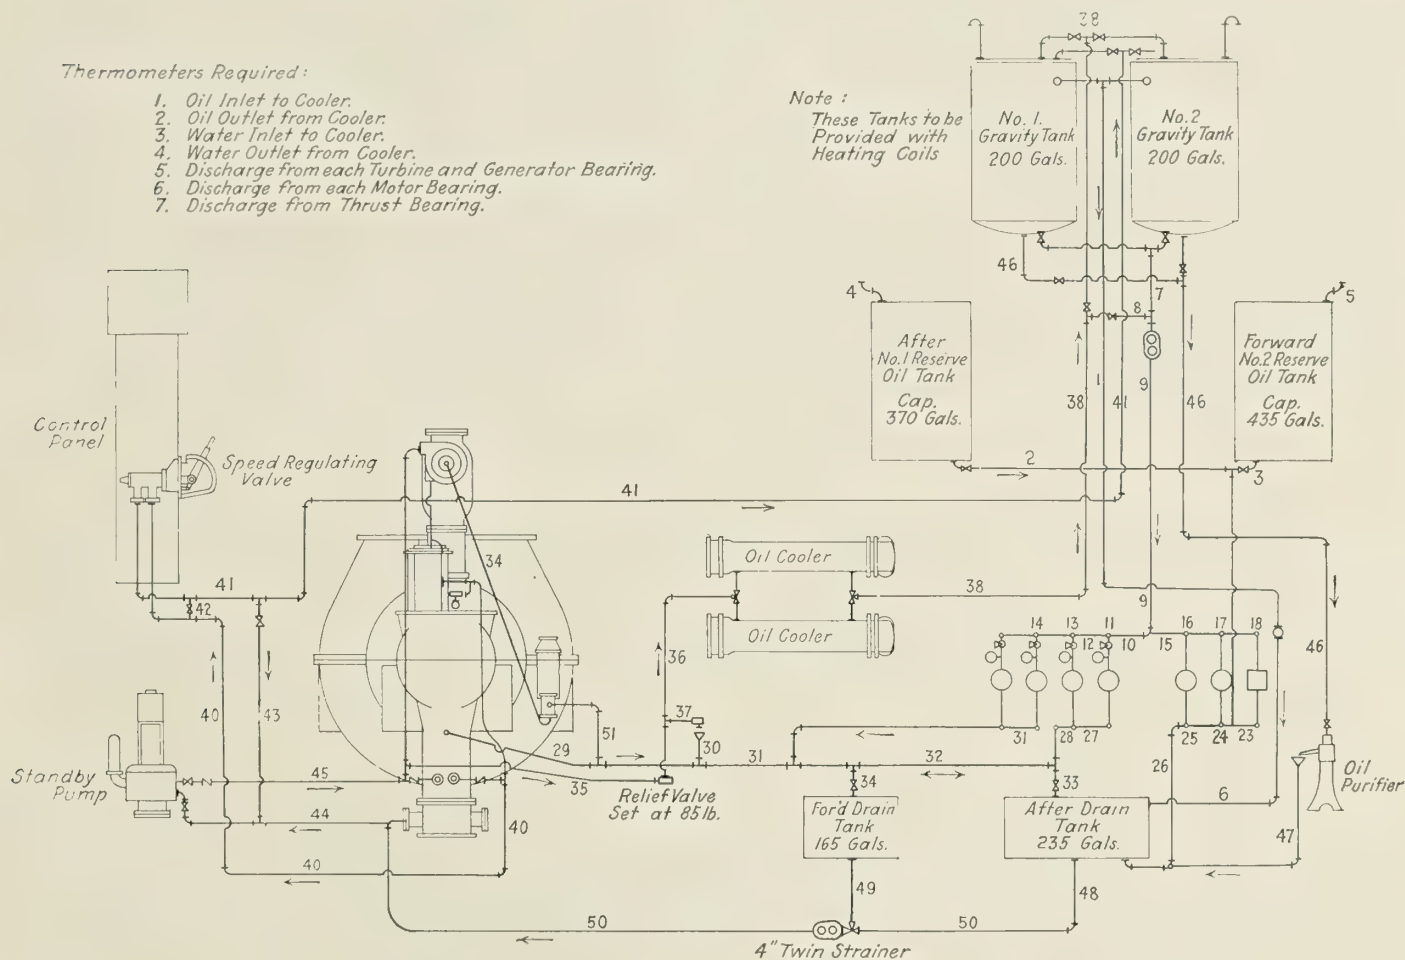 38
Thermometers Required:
1. Oil Inlet to Cooler.
2. Oil Outlet from Cooler.
3. Water Inlet to Cooler.
4. Water Outlet from Cooler.
5. Discharge from each Turbine and Generator Bearing.
6. Discharge from each Motor Bearing.
7. Discharge from Thrust Bearing.
Note:
These Tanks to be
Provided with
Heating Coils
No. 1.
Gravity Tank
200 Gals.
No. 2
Gravity Tank
200 Gals.
46
7
8
4
5
After
No. 1 Reserve
Oil Tank
Cap.
370 Gals.
Forward
No. 2 Reserve
Oil Tank
Cap.
435 Gals.
38
1
41
9
46
2
3
Control
Panel
Speed Regulating
Valve
41
34
Oil Cooler
38
Oil Cooler
41
42
9
14
13
11
12
10
15
16
17
18
36
46
40
43
37
51
29
30
31
31
28
27
32
25
24
23
26
Standby
Pump
45
35
Relief Valve
Set at 85 lb.
34
33
6
Oil
Purifier
44
40
For'd Drain
Tank
165 Gals.
After Drain
Tank
235 Gals.
47
40
49
48
50
50
4" Twin Strainer